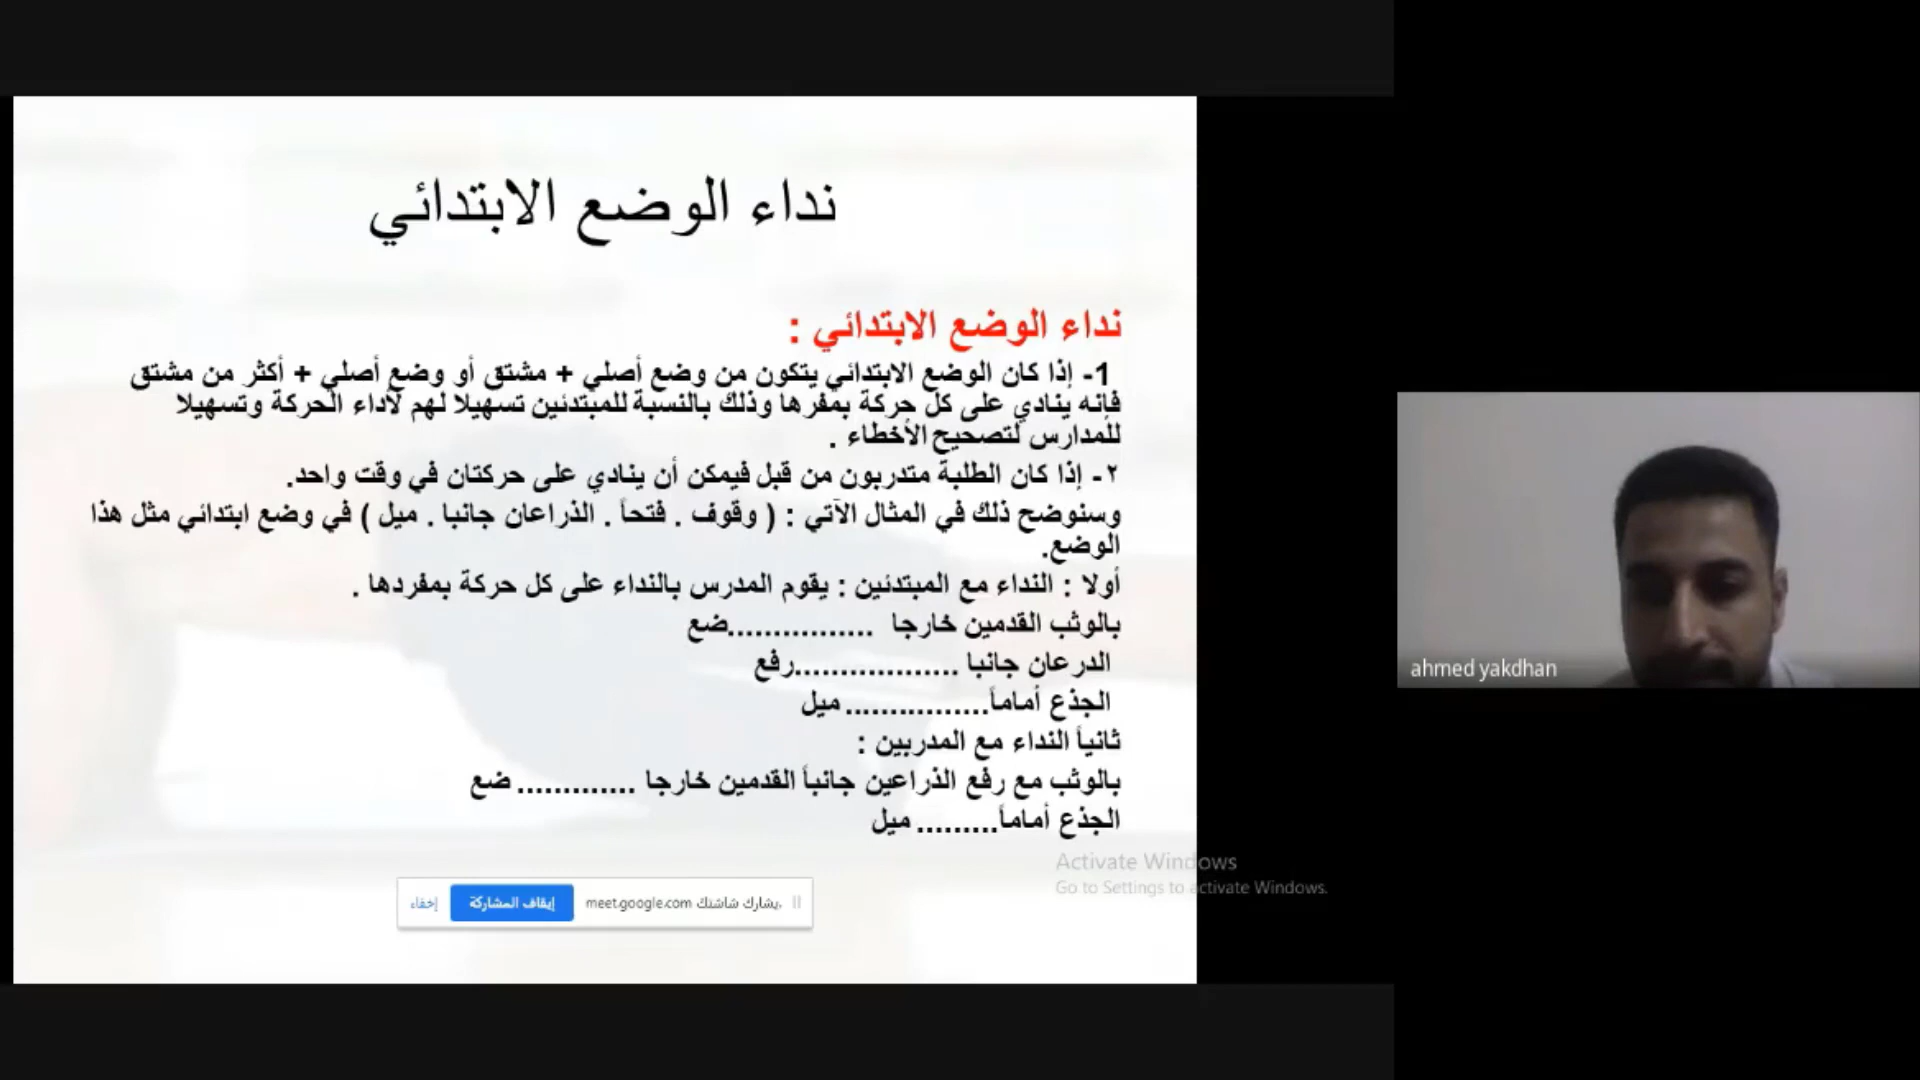 نداء الوضع الابتدائي
نداء الوضع الابتدائي :
1- إذا كان الوضع الابتدائي يتكون من وضع أصلي + مشتق أو وضع أصلي + أكثر من مشتق
فإنه ينادي على كل حركة بمفرها وذلك بالنسبة للمبتدئين تسهيلا لهم لأداء الحركة وتسهيلا
للمدارس لتصحيح الأخطاء .
٢- إذا كان الطلبة متدربون من قبل فيمكن أن ينادي على حركتان في وقت واحد.
وسنوضح ذلك في المثال الآتي : ( وقوف . فتحاً . الذراعان جانبا . ميل ) في وضع ابتدائي مثل هذا
الوضع.
أولا : النداء مع المبتدئين : يقوم المدرس بالنداء على كل حركة بمفردها .
بالوثب القدمين خارجا ................ضع
الدرعان جانبا ..................رفع
الجذع أماماً................ ميل
ثانياً النداء مع المدربين :
بالوثب مع رفع الذراعين جانباً القدمين خارجا ............. ضع
الجذع أماماً......... ميل
Activate Windows
Go to Settings to activate Windows.
يشارك شاشتك meet.google.com. إيقاف المشاركة إخفاء
ahmed yakdhan